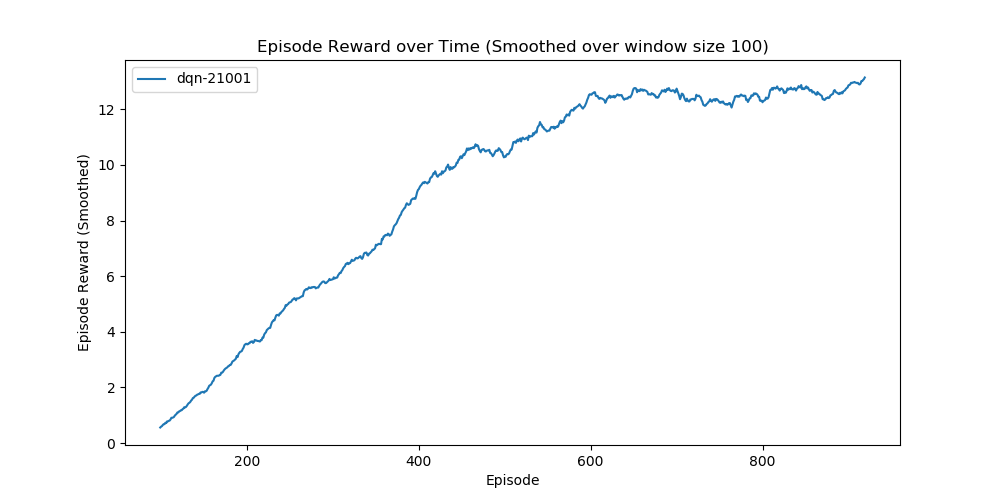 Episode Reward over Time (Smoothed over window size 100)
dqn-21001
Episode Reward (Smoothed)
12
10
8
6
4
2
0
200 400 600 800
Episode